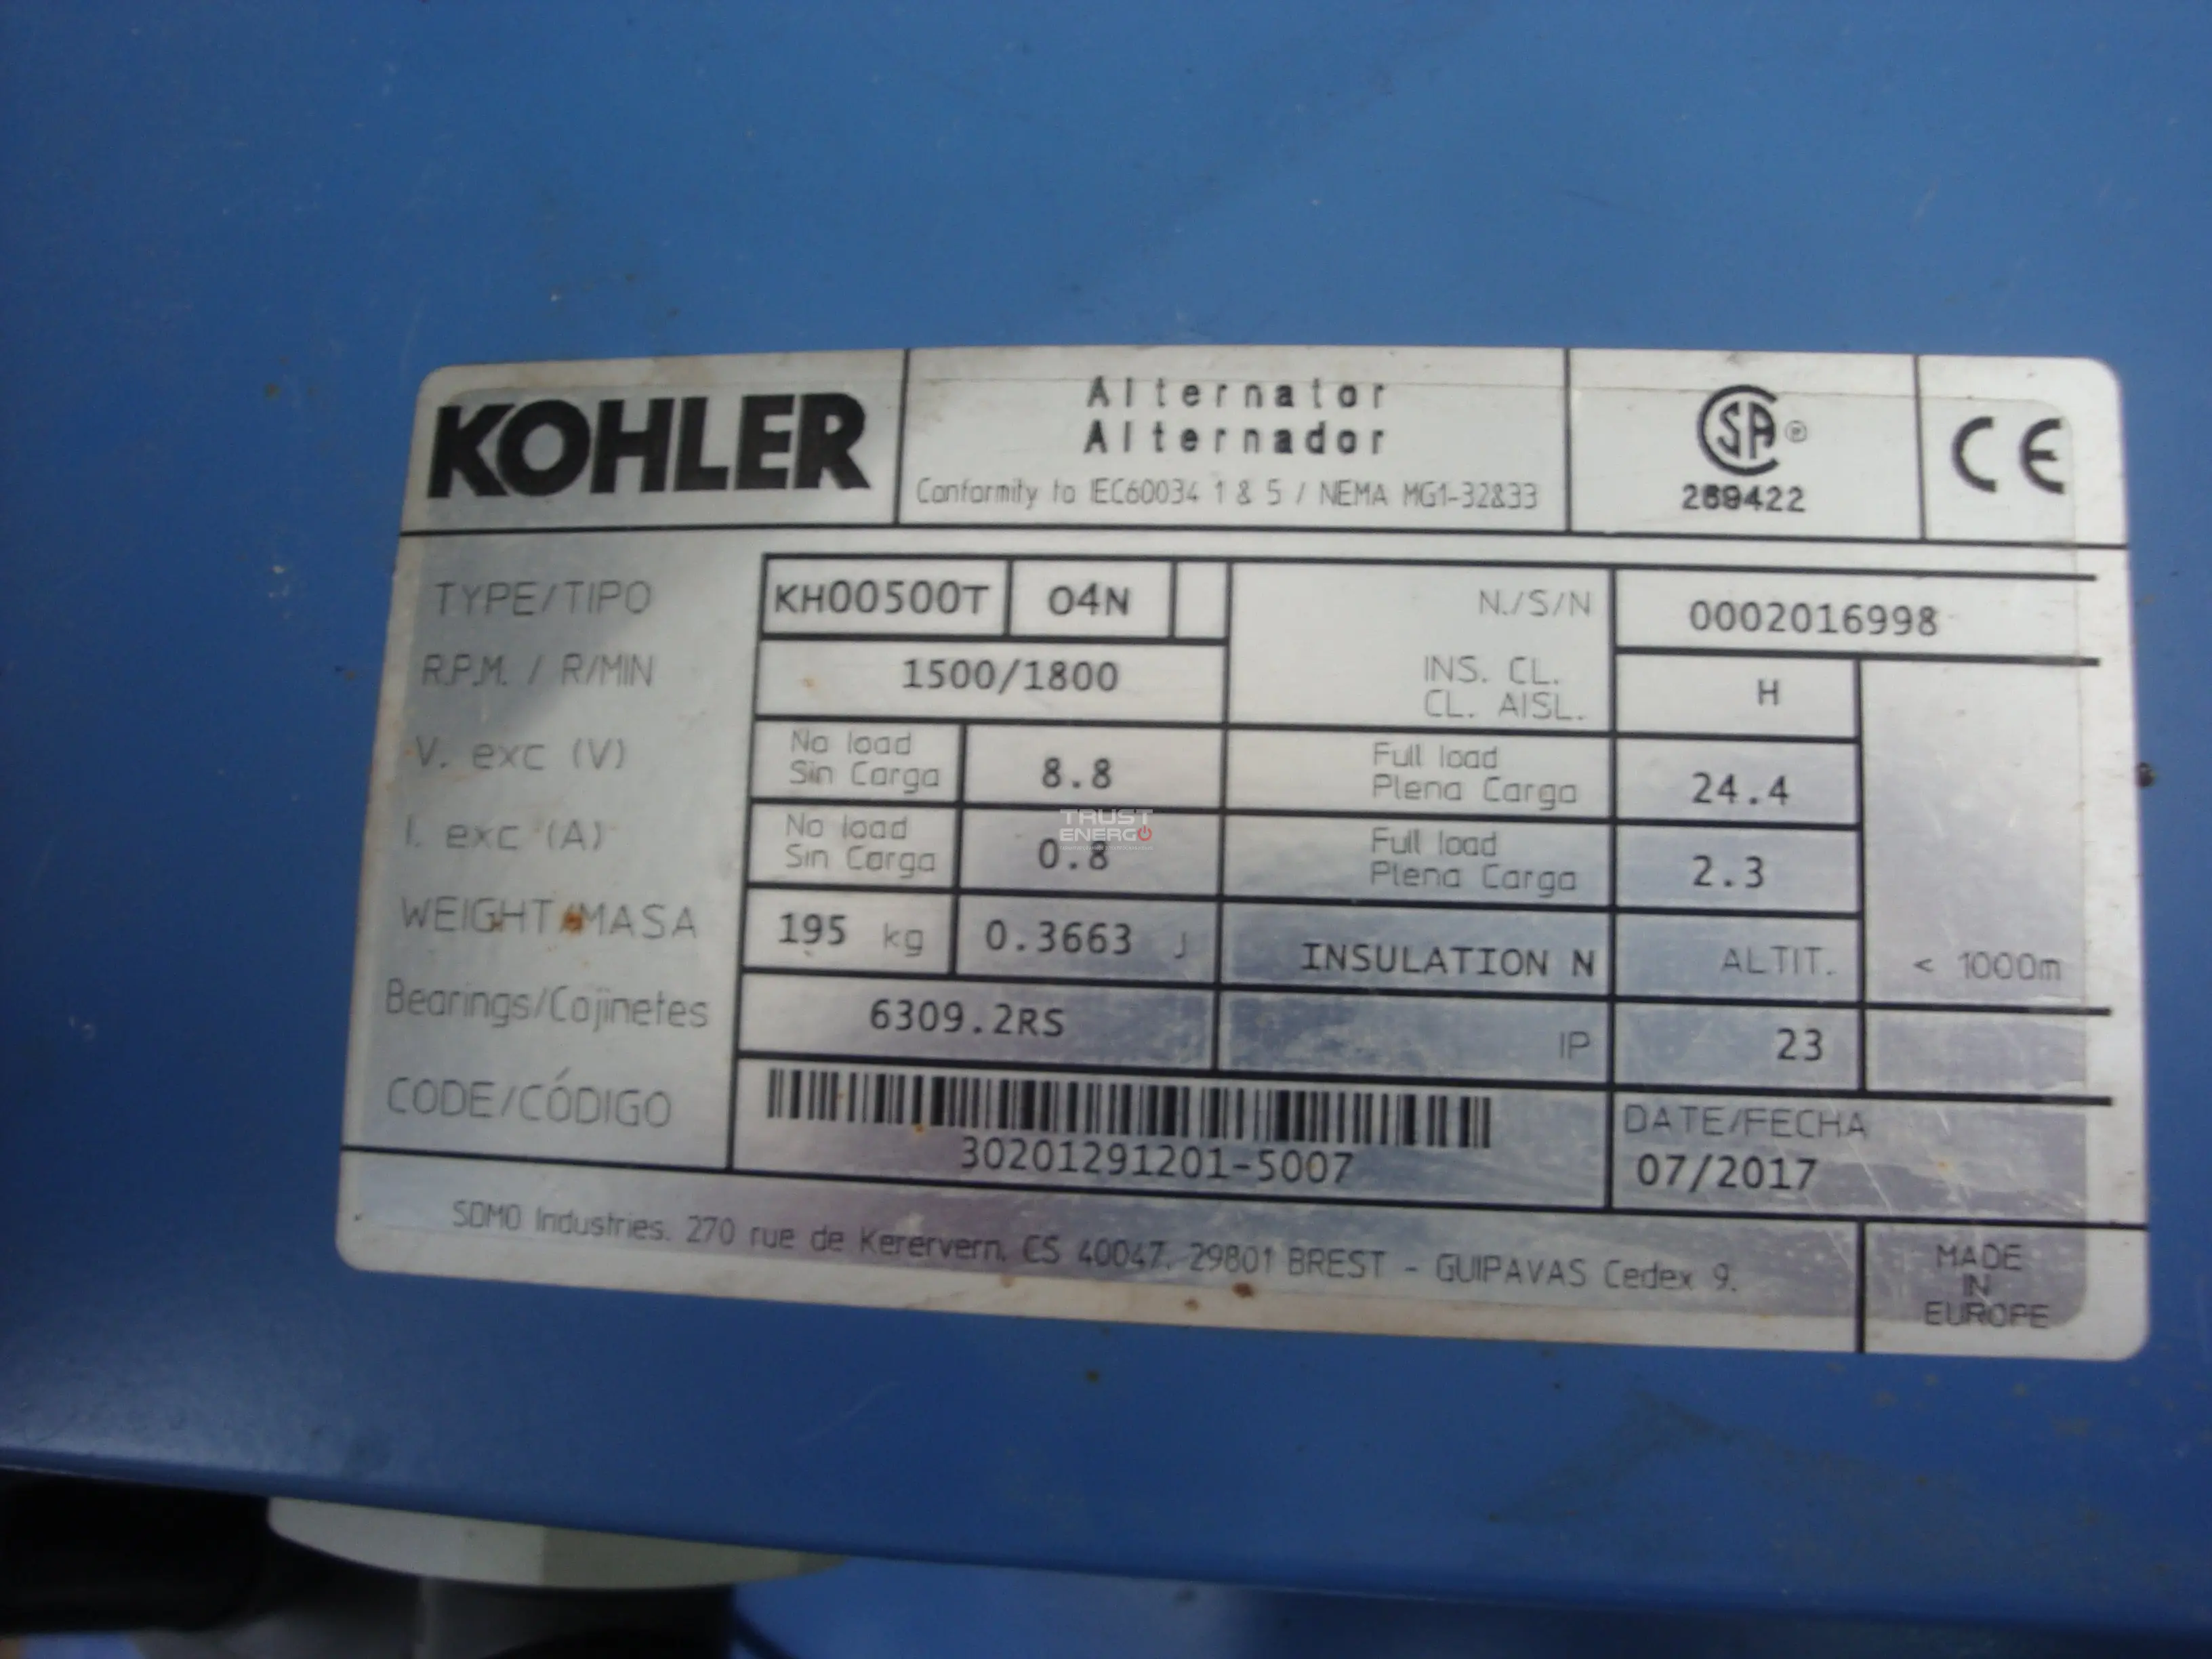 KOHLER
Alternator
Alternador
Conformity to IEC60034 1 & 5 / NEMA MG1-32&33
SA ®
269422
CE
TYPE/TIPO KH00500T O4N N./S/N 0002016998
R.P.M. / R/MIN 1500/1800 INS. CL. H
CL. AISL.
V. exc (V) No load 8.8 Full load 24.4
Sin Carga Plena Carga
I. exc (A) No load 0.8 Full load 2.3
Sin Carga Plena Carga
TRUST
ENERGO
WEIGHT/MASA 195 kg 0.3663 J INSULATION N ALTIT. < 1000m
Bearings/Cojinetes 6309.2RS IP 23
CODE/CÓDIGO 30201291201-5007
DATE/FECHA
07/2017
SDMO Industries. 270 rue de Kerervern. CS 40047. 29801 BREST - GUIPAVAS Cedex 9.
MADE
IN
EUROPE